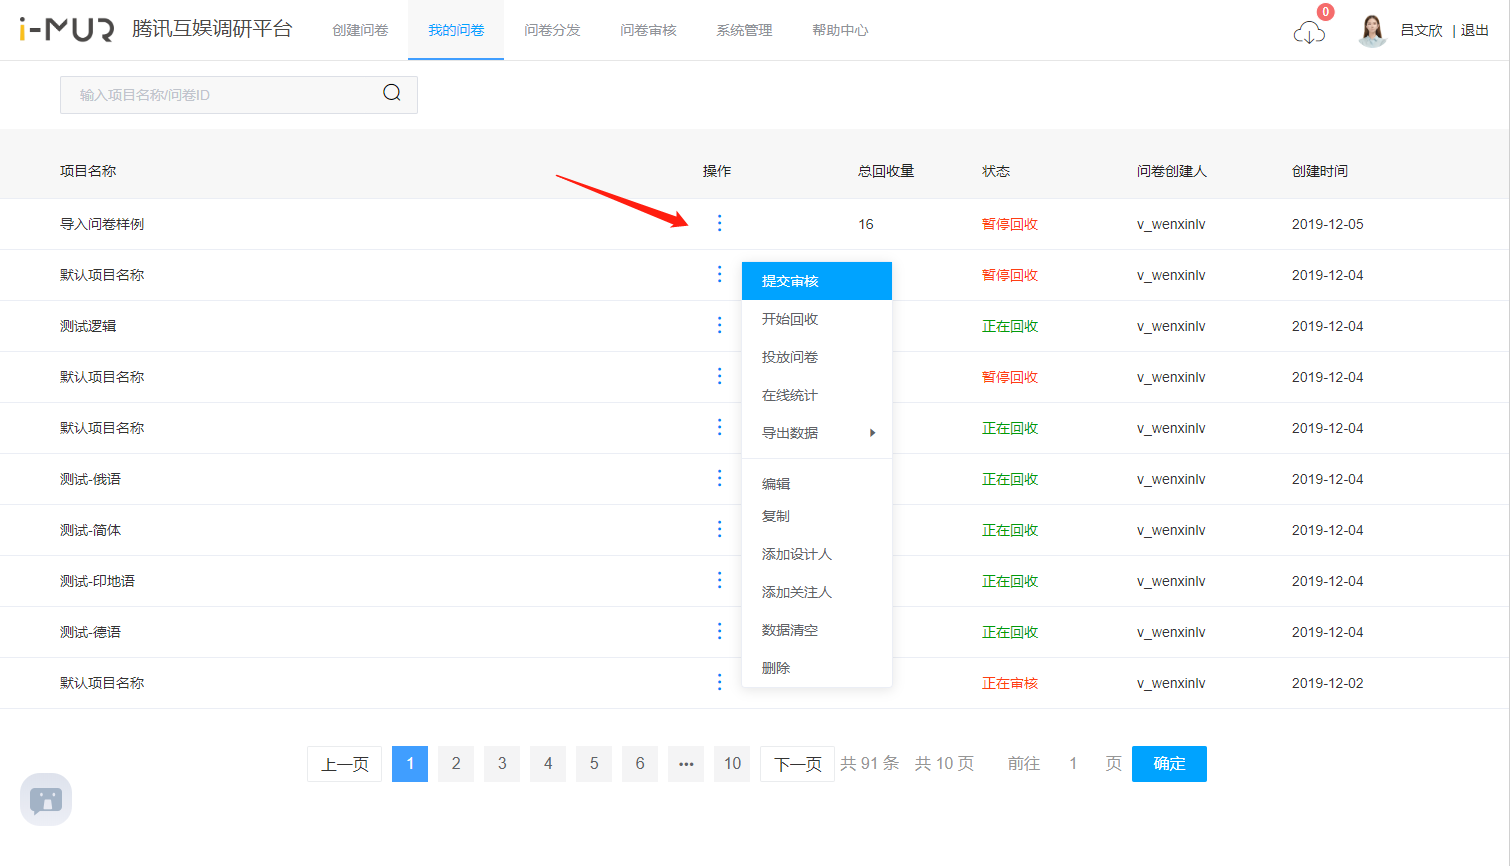 i-MUR 腾讯互娱调研平台 创建问卷 我的问卷 问卷分发 问卷审核 系统管理 帮助中心 0 吕文欣 | 退出
输入项目名称/问卷ID
项目名称 操作 总回收量 状态 问卷创建人 创建时间
导入问卷样例 16 暂停回收 v_wenxinlv 2019-12-05
默认项目名称 暂停回收 v_wenxinlv 2019-12-04
测试逻辑 正在回收 v_wenxinlv 2019-12-04
默认项目名称 暂停回收 v_wenxinlv 2019-12-04
默认项目名称 正在回收 v_wenxinlv 2019-12-04
测试-俄语 正在回收 v_wenxinlv 2019-12-04
测试-简体 正在回收 v_wenxinlv 2019-12-04
测试-印地语 正在回收 v_wenxinlv 2019-12-04
测试-德语 正在回收 v_wenxinlv 2019-12-04
默认项目名称 正在审核 v_wenxinlv 2019-12-02
提交审核
开始回收
投放问卷
在线统计
导出数据
编辑
复制
添加设计人
添加关注人
数据清空
删除
上一页 1 2 3 4 5 6 ••• 10 下一页 共 91 条 共 10 页 前往 1 页 确定